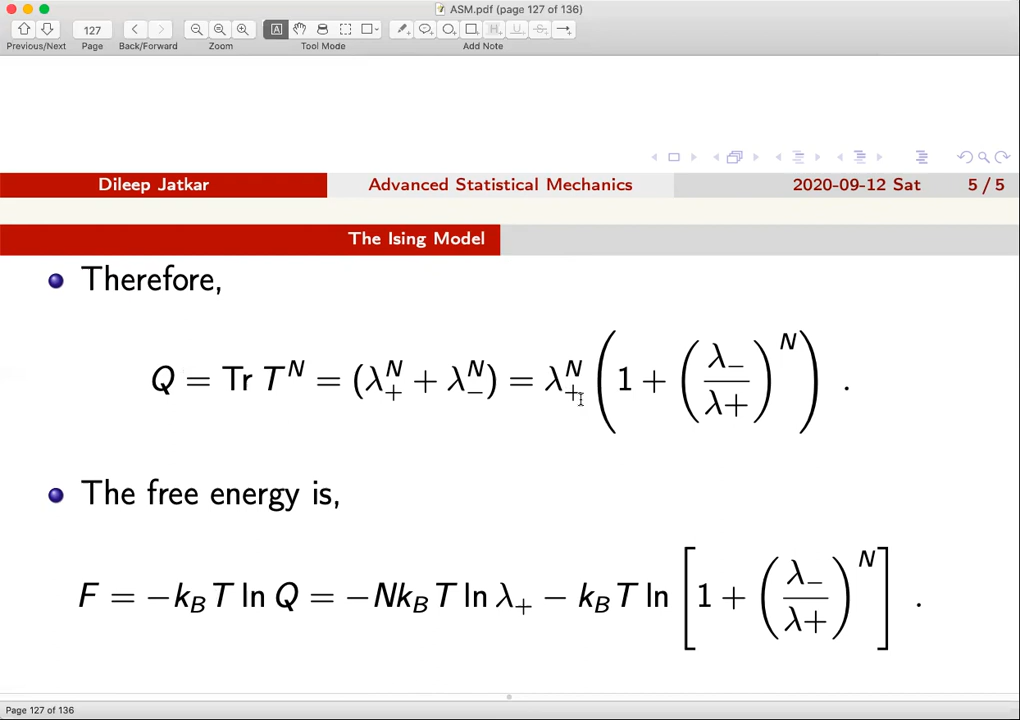 ASM.pdf (page 127 of 136)
127
Previous/Next Page Back/Forward Zoom Tool Mode Add Note
Dileep Jatkar Advanced Statistical Mechanics 2020-09-12 Sat 5 / 5
The Ising Model
Therefore,
Q = Tr T^N = (λ_+^N + λ_-^N) = λ_+^N (1 + (λ_-/λ+)^N) .
The free energy is,
F = −k_B T ln Q = −Nk_B T ln λ_+ − k_B T ln [1 + (λ_-/λ+)^N] .
Page 127 of 136